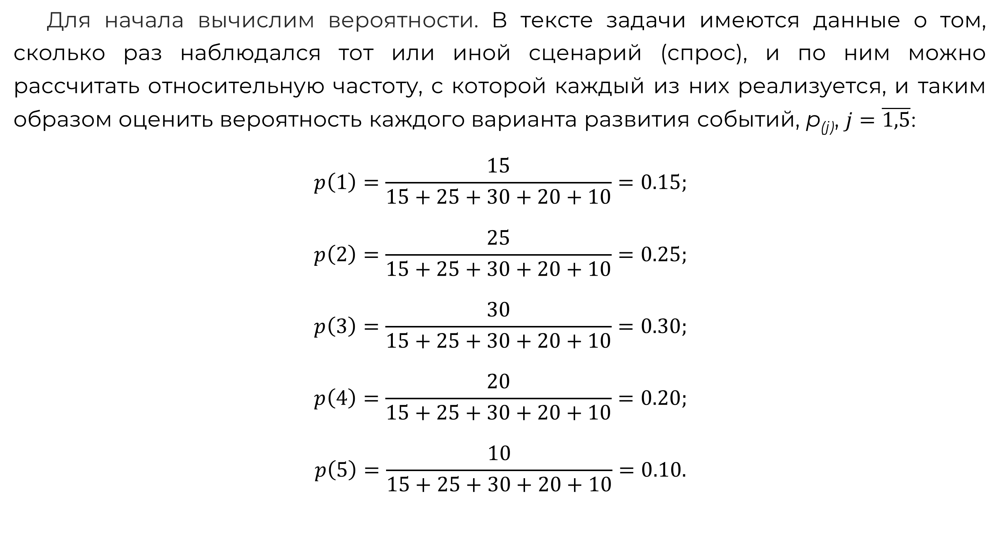 Для начала вычислим вероятности. В тексте задачи имеются данные о том,
сколько раз наблюдался тот или иной сценарий (спрос), и по ним можно
рассчитать относительную частоту, с которой каждый из них реализуется, и таким
образом оценить вероятность каждого варианта развития событий, $p_{(j)}$, $j = \overline{1,5}$:
$p(1) = \frac{15}{15 + 25 + 30 + 20 + 10} = 0.15;$
$p(2) = \frac{25}{15 + 25 + 30 + 20 + 10} = 0.25;$
$p(3) = \frac{30}{15 + 25 + 30 + 20 + 10} = 0.30;$
$p(4) = \frac{20}{15 + 25 + 30 + 20 + 10} = 0.20;$
$p(5) = \frac{10}{15 + 25 + 30 + 20 + 10} = 0.10.$